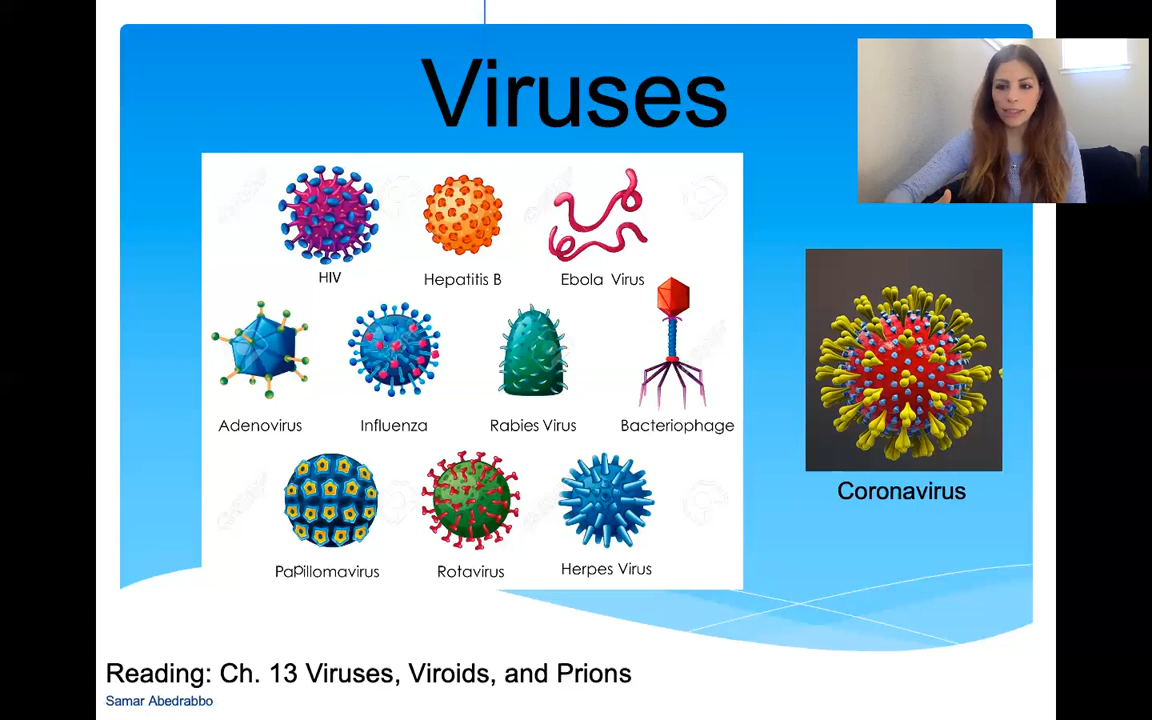 Viruses
HIV
Hepatitis B
Ebola Virus
Adenovirus
Influenza
Rabies Virus
Bacteriophage
Papillomavirus
Rotavirus
Herpes Virus
Coronavirus
Reading: Ch. 13 Viruses, Viroids, and Prions
Samar Abedrabbo